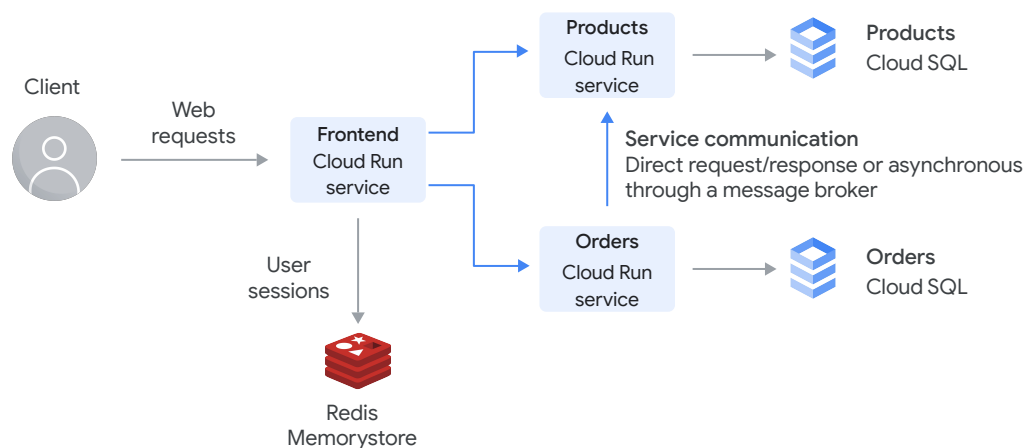 Client
Web
requests
Frontend
Cloud Run
service
User
sessions
Redis
Memorystore
Products
Cloud Run
service
Products
Cloud SQL
Service communication
Direct request/response or asynchronous
through a message broker
Orders
Cloud Run
service
Orders
Cloud SQL